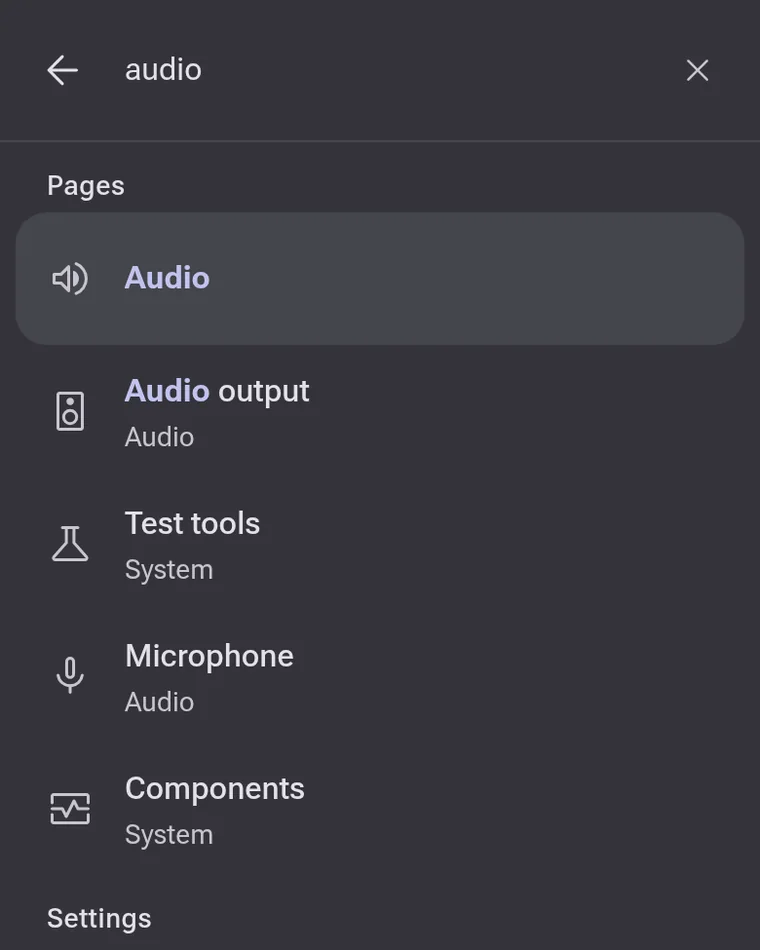 audio
Pages
Audio
Audio output
Audio
Test tools
System
Microphone
Audio
Components
System
Settings